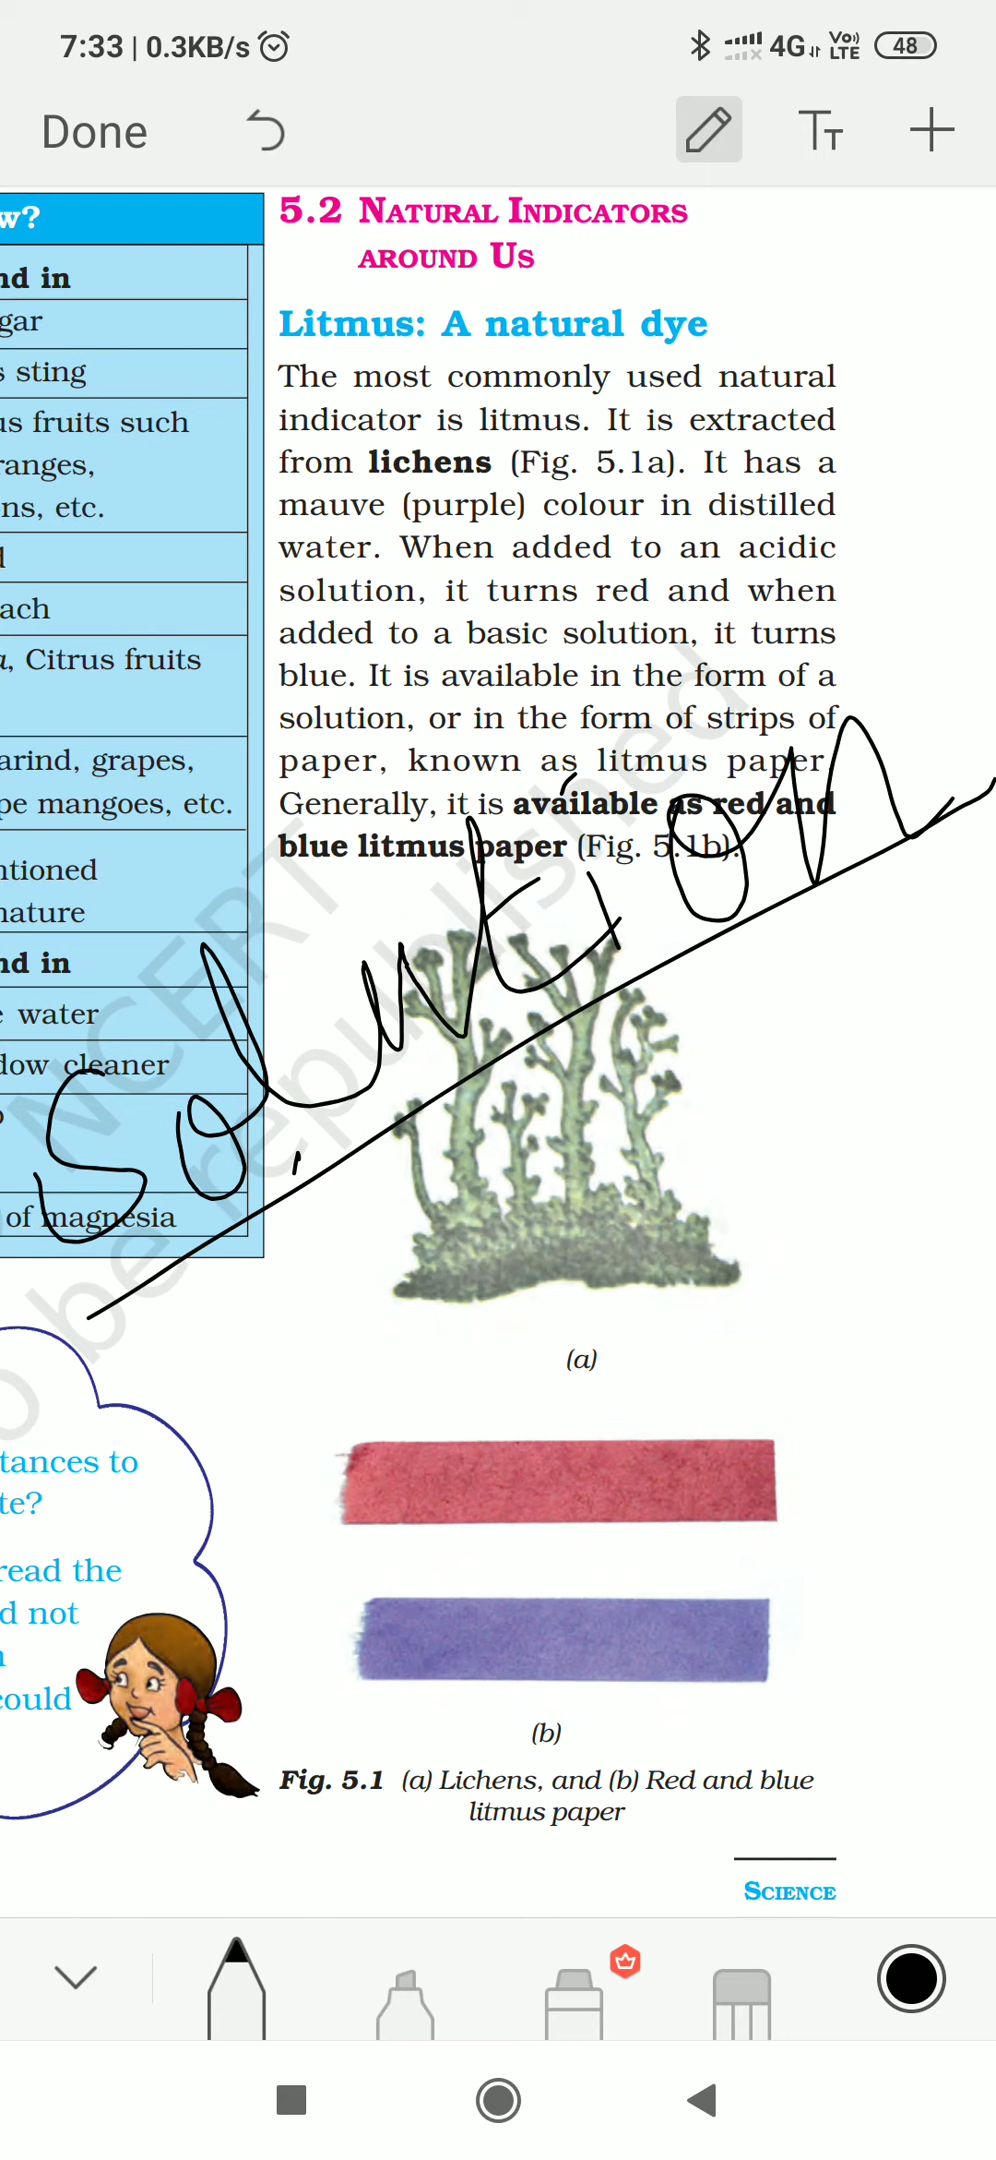 7:33 | 0.3KB/s
4G
Vo))
LTE
48
Done
TT
w?
nd in
gar
s sting
us fruits such
ranges,
ns, etc.
d
ach
a, Citrus fruits
arind, grapes,
pe mangoes, etc.
ntioned
nature
nd in
e water
dow cleaner
o
of magnesia
tances to
te?
read the
d not
n
could
5.2 NATURAL INDICATORS
AROUND US
Litmus: A natural dye
The most commonly used natural
indicator is litmus. It is extracted
from lichens (Fig. 5.1a). It has a
mauve (purple) colour in distilled
water. When added to an acidic
solution, it turns red and when
added to a basic solution, it turns
blue. It is available in the form of a
solution, or in the form of strips of
paper, known as litmus paper.
Generally, it is available as red and
blue litmus paper (Fig. 5.1b).
Solution
NCERT
o be republished
(a)
(b)
Fig. 5.1 (a) Lichens, and (b) Red and blue
litmus paper
SCIENCE